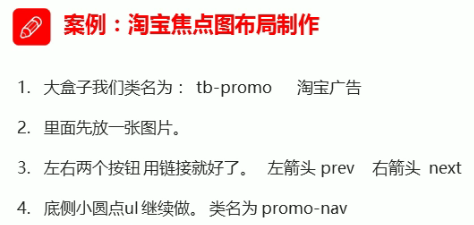 案例：淘宝焦点图布局制作
1. 大盒子我们类名为： tb-promo 淘宝广告
2. 里面先放一张图片。
3. 左右两个按钮 用链接就好了。 左箭头 prev 右箭头 next
4. 底侧小圆点ul 继续做。 类名为 promo-nav